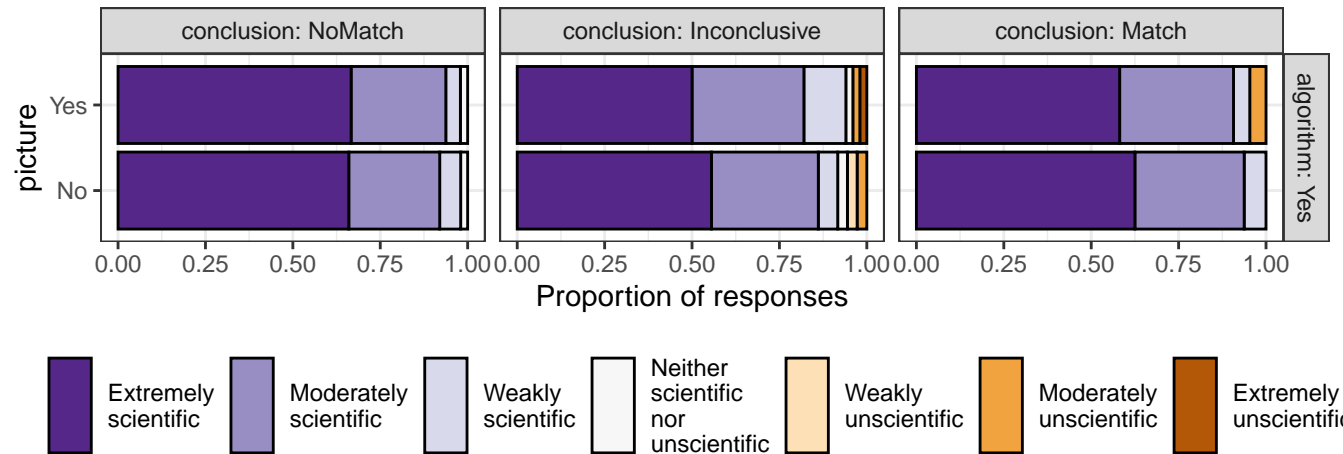 conclusion: NoMatch
conclusion: Inconclusive
conclusion: Match
picture
Yes
No
algorithm: Yes
0.00 0.25 0.50 0.75 1.00 0.00 0.25 0.50 0.75 1.00 0.00 0.25 0.50 0.75 1.00
Proportion of responses
Extremely
scientific
Moderately
scientific
Weakly
scientific
Neither
scientific
nor
unscientific
Weakly
unscientific
Moderately
unscientific
Extremely
unscientific